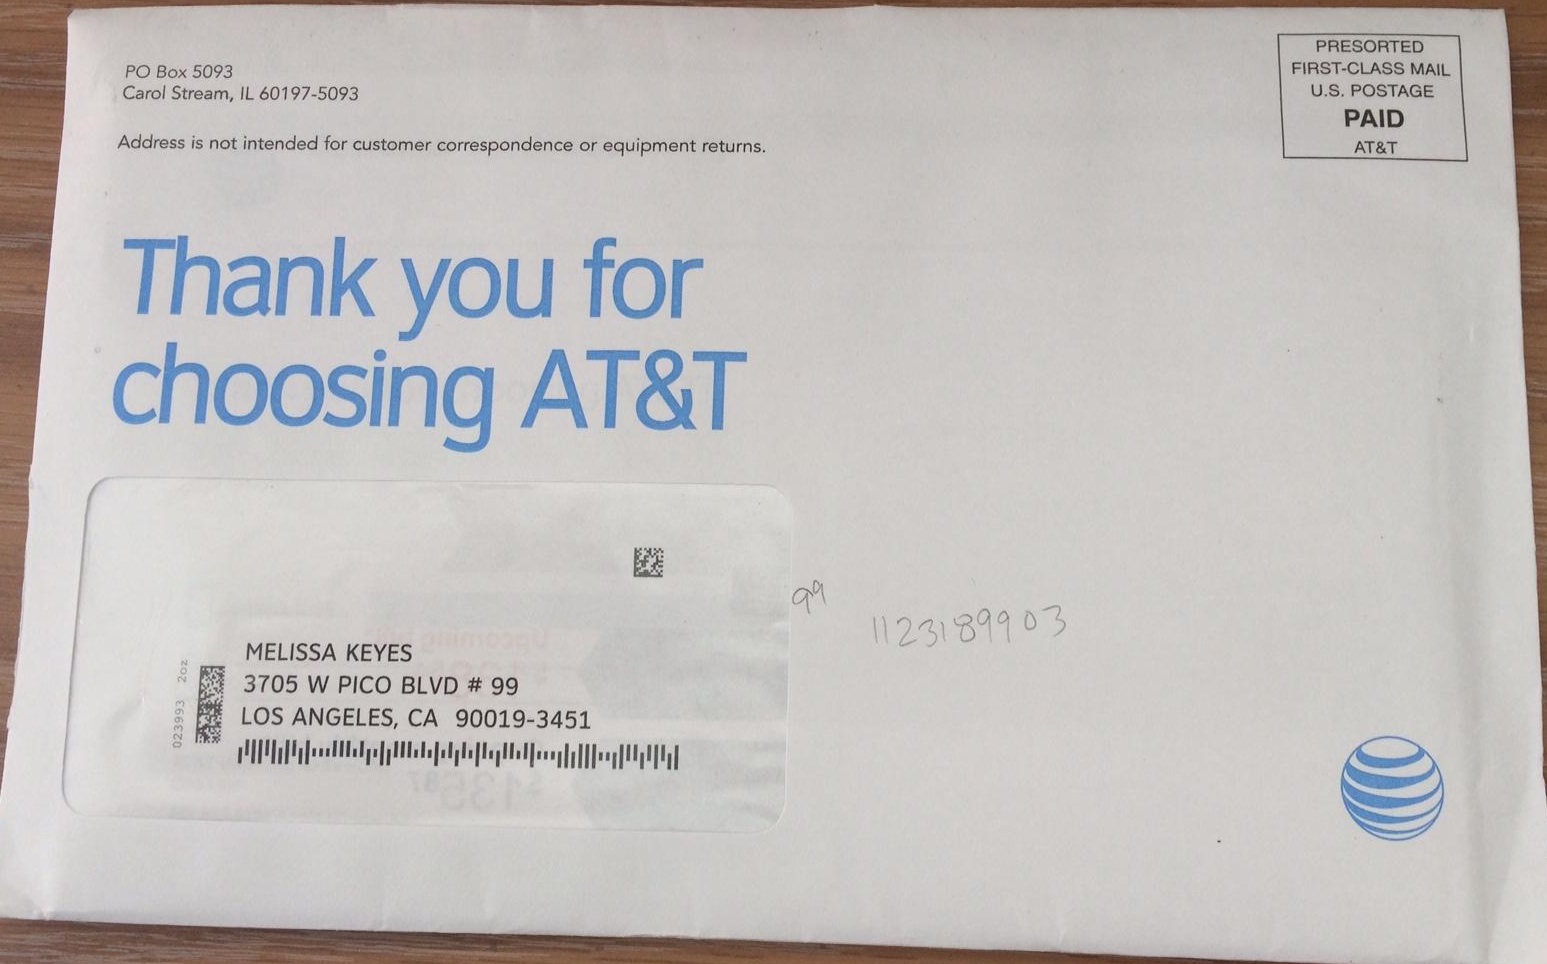 PO Box 5093
Carol Stream, IL 60197-5093
Address is not intended for customer correspondence or equipment returns.
PRESORTED
FIRST-CLASS MAIL
U.S. POSTAGE
PAID
AT&T
Thank you for
choosing AT&T
99
1123189903
023993 2oz
MELISSA KEYES
3705 W PICO BLVD # 99
LOS ANGELES, CA 90019-3451